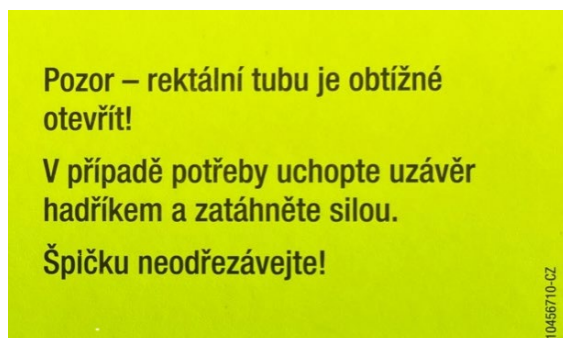 Pozor – rektální tubu je obtížné
otevřít!
V případě potřeby uchopte uzávěr
hadříkem a zatáhněte silou.
Špičku neodřezávejte!
10456710-CZ